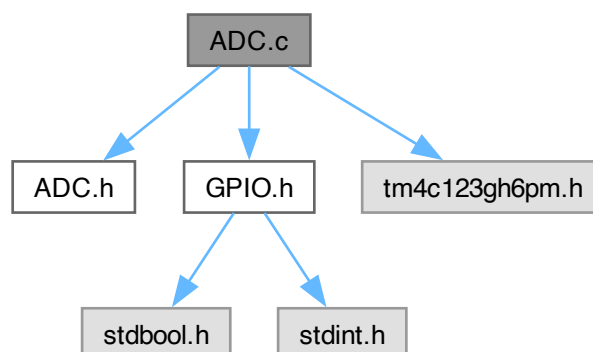 ADC.c
ADC.h
GPIO.h
tm4c123gh6pm.h
stdbool.h
stdint.h